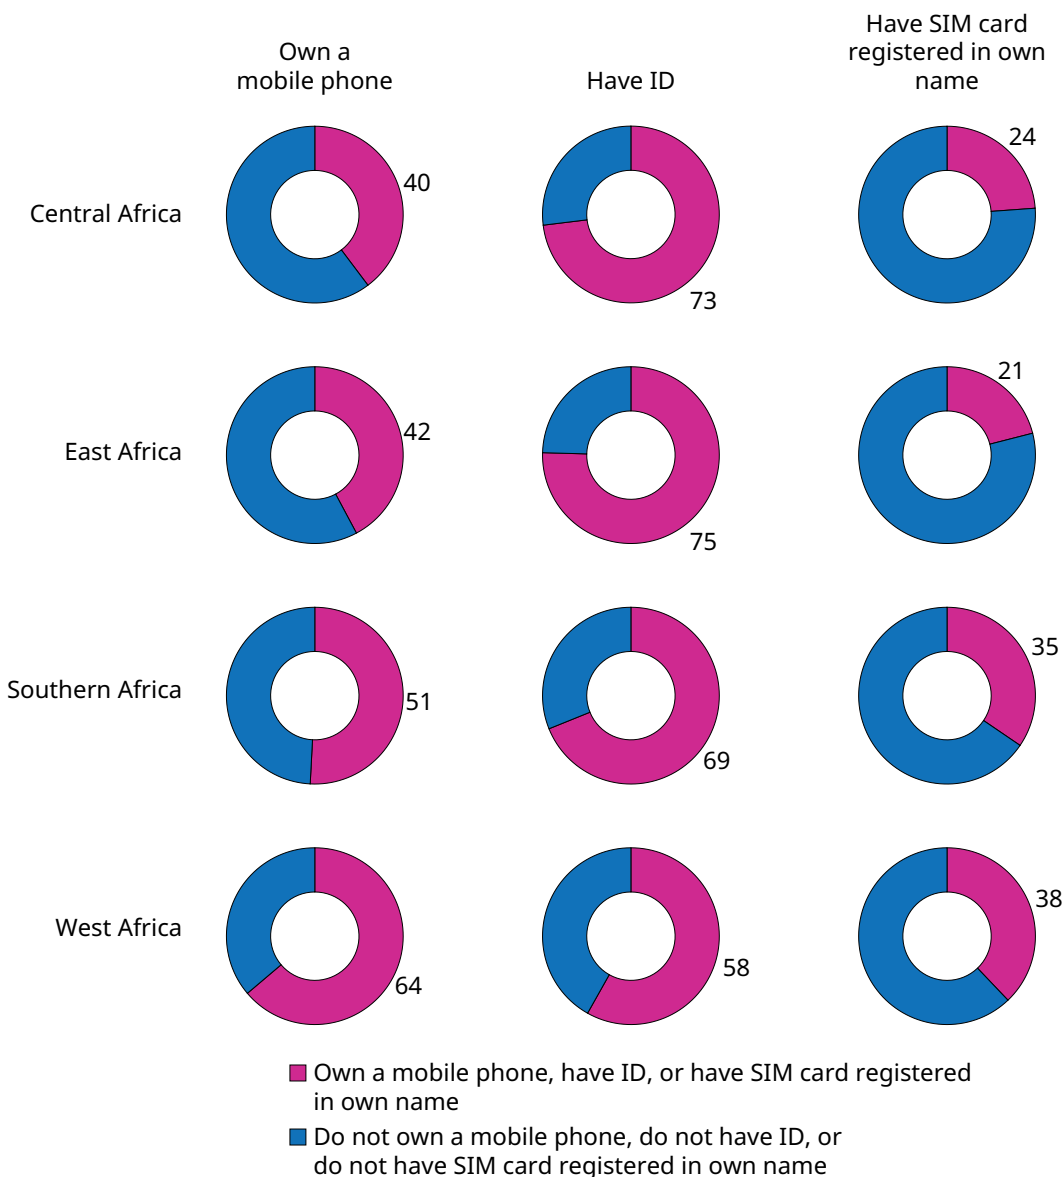 Own a
mobile phone
Have ID
Have SIM card
registered in own
name
Central Africa
40
73
24
East Africa
42
75
21
Southern Africa
51
69
35
West Africa
64
58
38
Own a mobile phone, have ID, or have SIM card registered
in own name
Do not own a mobile phone, do not have ID, or
do not have SIM card registered in own name